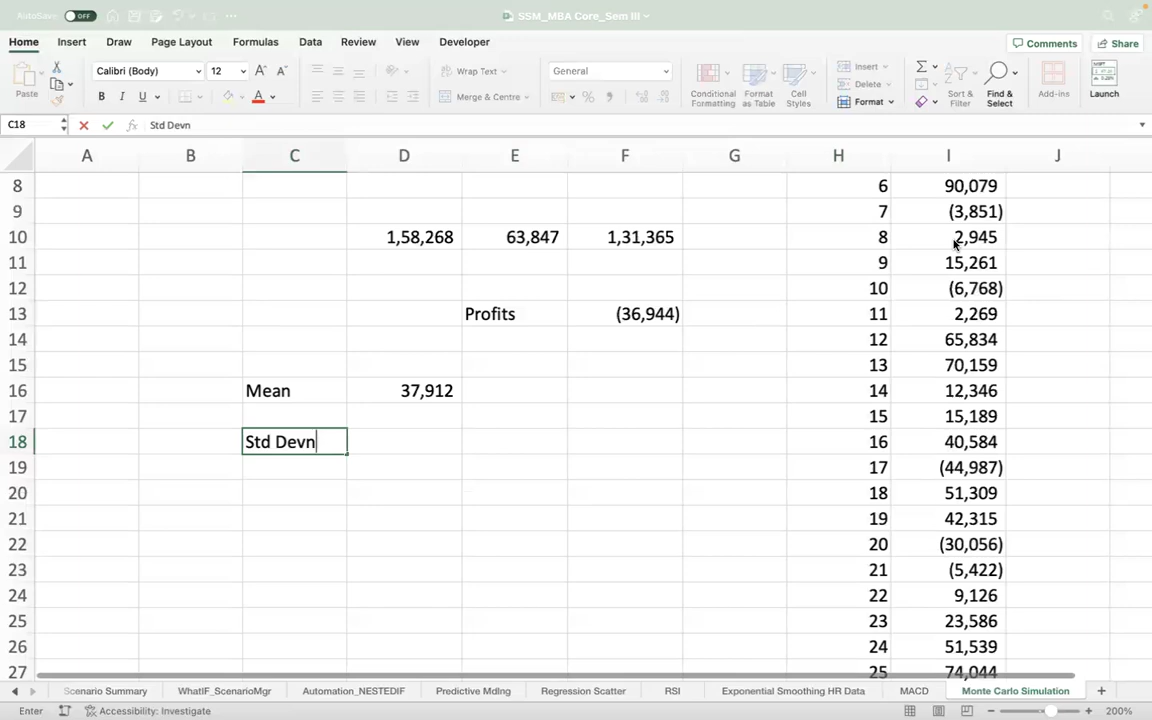 AutoSave OFF SSM_MBA Core_Sem III
Home Insert Draw Page Layout Formulas Data Review View Developer Comments Share
Paste Calibri (Body) 12 A A Wrap Text General Conditional Formatting Format as Table Cell Styles Insert Delete Format Sort & Filter Find & Select Add-ins Launch
B I U A Merge & Centre % 9
C18 fx Std Devn
A B C D E F G H I J
8 6 90,079
9 7 (3,851)
10 1,58,268 63,847 1,31,365 8 2,945
11 9 15,261
12 10 (6,768)
13 Profits (36,944) 11 2,269
14 12 65,834
15 13 70,159
16 Mean 37,912 14 12,346
17 15 15,189
18 Std Devn 16 40,584
19 17 (44,987)
20 18 51,309
21 19 42,315
22 20 (30,056)
23 21 (5,422)
24 22 9,126
25 23 23,586
26 24 51,539
27 25 74,044
Scenario Summary WhatIF_ScenarioMgr Automation_NESTEDIF Predictive Mdlng Regression Scatter RSI Exponential Smoothing HR Data MACD Monte Carlo Simulation +
Enter Accessibility: Investigate 200%